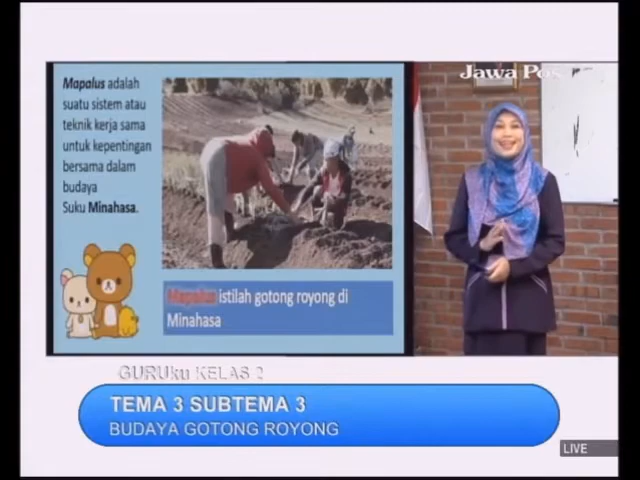 Mapalus adalah
suatu sistem atau
teknik kerja sama
untuk kepentingan
bersama dalam
budaya
Suku Minahasa.
Jawa Pos
Mapalus istilah gotong royong di
Minahasa
GURUku KELAS 2
TEMA 3 SUBTEMA 3
BUDAYA GOTONG ROYONG
LIVE